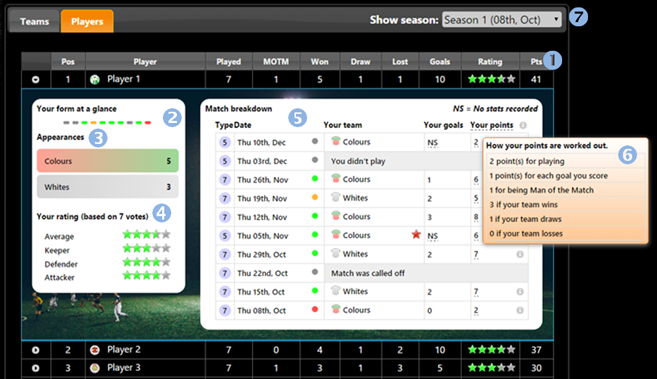 Teams Players Show season: Season 1 (08th, Oct) 7
Pos Player Played MOTM Won Draw Lost Goals Rating Pts 1
1 Player 1 7 1 5 1 1 10 41
Your form at a glance
2
Appearances
3
Colours 5
Whites 3
Your rating (based on 7 votes) 4
Average
Keeper
Defender
Attacker
Match breakdown NS = No stats recorded
5
Type Date Your team Your goals Your points
5 Thu 10th, Dec Colours NS 2
5 Thu 03rd, Dec You didn't play
7 Thu 26th, Nov Colours 1 6
7 Thu 19th, Nov Whites 2 5
7 Thu 12th, Nov Colours 3 8
5 Thu 05th, Nov Colours NS 6
7 Thu 29th, Oct Whites 2 7
7 Thu 22nd, Oct Match was called off
7 Thu 15th, Oct Whites 2 7
7 Thu 08th, Oct Colours 0 2
How your points are worked out.
6
2 point(s) for playing
1 point(s) for each goal you score
1 for being Man of the Match
3 if your team wins
1 if your team draws
0 if your team losses
2 Player 2 7 0 4 1 2 10 37
3 Player 3 7 1 3 1 3 5 30